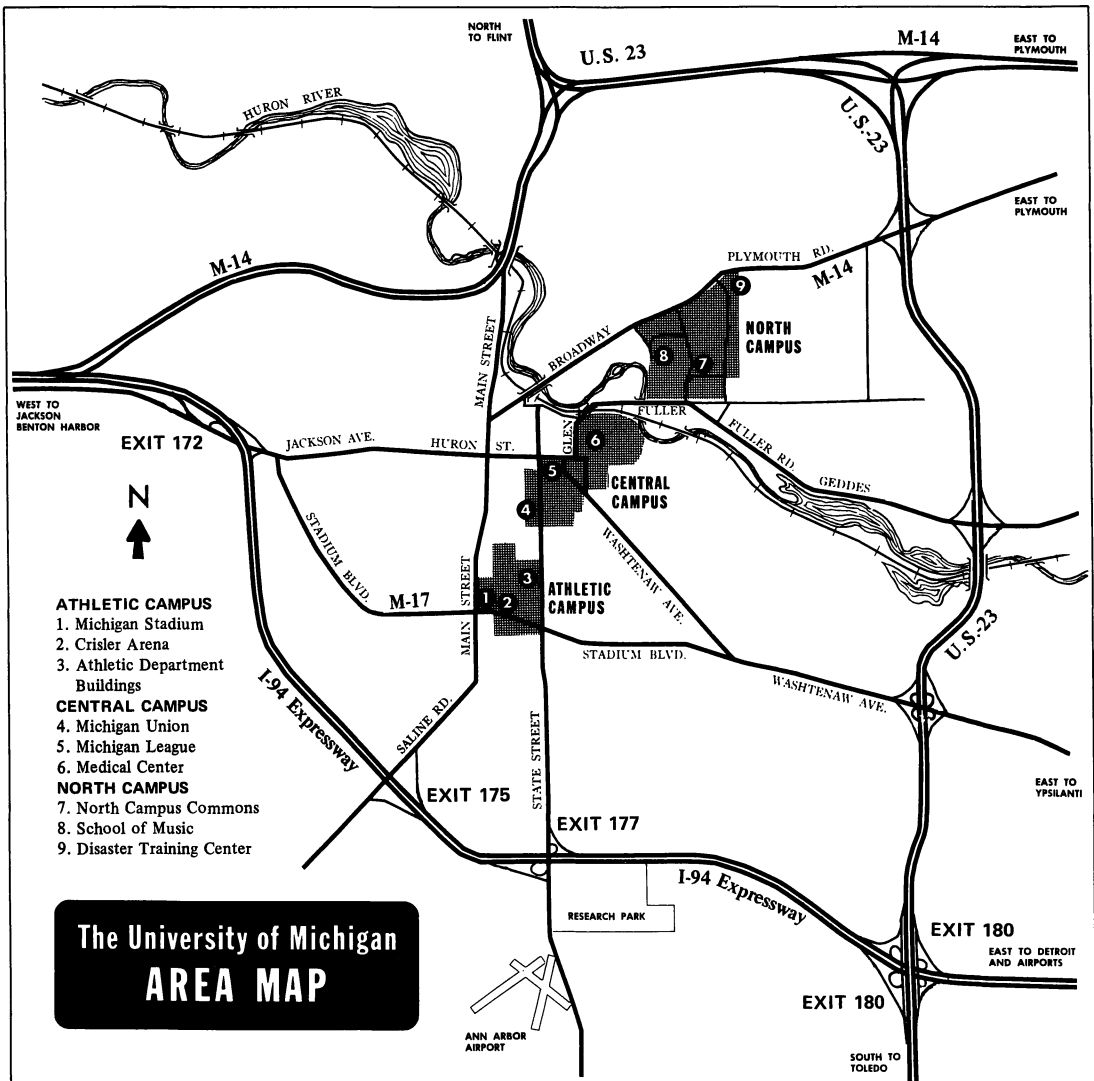 NORTH
TO FLINT
U.S. 23
M-14
EAST TO
PLYMOUTH
HURON RIVER
U.S.-23
EAST TO
PLYMOUTH
M-14
PLYMOUTH RD.
M-14
9
NORTH
CAMPUS
MAIN STREET
BROADWAY
8
7
WEST TO
JACKSON
BENTON HARBOR
EXIT 172
JACKSON AVE.
HURON ST.
GLEN
FULLER
6
FULLER RD.
GEDDES
5
CENTRAL
CAMPUS
4
N
STADIUM BLVD.
WASHTENAW AVE.
MAIN STREET
3
ATHLETIC
CAMPUS
1
2
M-17
STADIUM BLVD.
U.S.-23
WASHTENAW AVE.
ATHLETIC CAMPUS
1. Michigan Stadium
2. Crisler Arena
3. Athletic Department
Buildings
CENTRAL CAMPUS
4. Michigan Union
5. Michigan League
6. Medical Center
NORTH CAMPUS
7. North Campus Commons
8. School of Music
9. Disaster Training Center
I-94 Expressway
SALINE RD.
STATE STREET
EXIT 175
EXIT 177
EAST TO
YPSILANTI
I-94 Expressway
RESEARCH PARK
EXIT 180
EAST TO DETROIT
AND AIRPORTS
EXIT 180
The University of Michigan
AREA MAP
ANN ARBOR
AIRPORT
SOUTH TO
TOLEDO